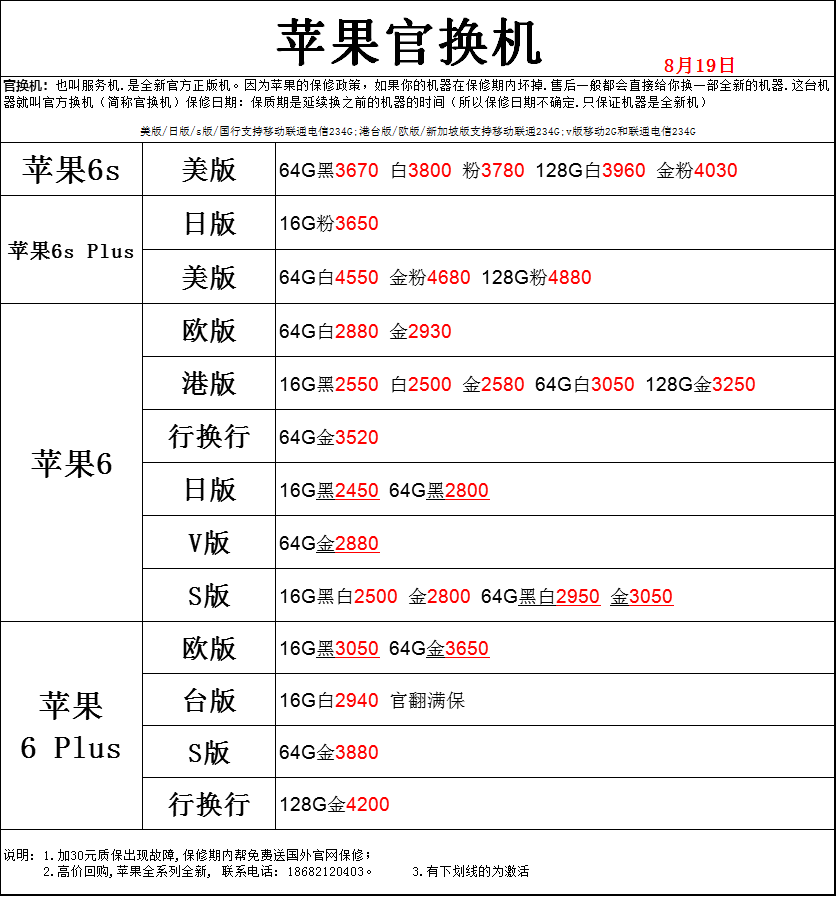 苹果官换机
8月19日
官换机：也叫服务机.是全新官方正版机。因为苹果的保修政策，如果你的机器在保修期内坏掉.售后一般都会直接给你换一部全新的机器.这台机
器就叫官方换机（简称官换机）保修日期：保质期是延续换之前的机器的时间（所以保修日期不确定.只保证机器是全新机）
美版/日版/s版/国行支持移动联通电信234G;港台版/欧版/新加坡版支持移动联通234G;v版移动2G和联通电信234G
苹果6s 美版 64G黑3670 白3800 粉3780 128G白3960 金粉4030
苹果6s Plus
日版 16G粉3650
美版 64G白4550 金粉4680 128G粉4880
苹果6
欧版 64G白2880 金2930
港版 16G黑2550 白2500 金2580 64G白3050 128G金3250
行换行 64G金3520
日版 16G黑2450 64G黑2800
V版 64G金2880
S版 16G黑白2500 金2800 64G黑白2950 金3050
苹果
6 Plus
欧版 16G黑3050 64G金3650
台版 16G白2940 官翻满保
S版 64G金3880
行换行 128G金4200
说明：1.加30元质保出现故障,保修期内帮免费送国外官网保修；
2.高价回购,苹果全系列全新, 联系电话：18682120403。 3.有下划线的为激活